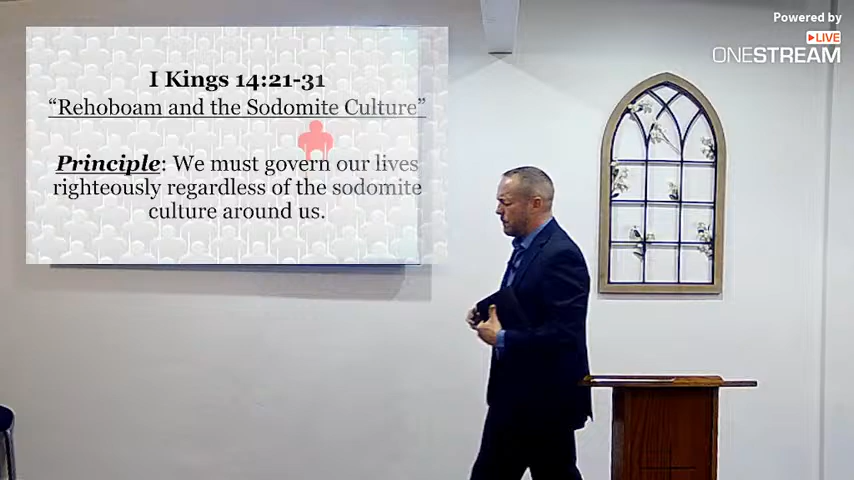 I Kings 14:21-31
“Rehoboam and the Sodomite Culture”
Principle: We must govern our lives
righteously regardless of the sodomite
culture around us.
Powered by
LIVE
ONESTREAM